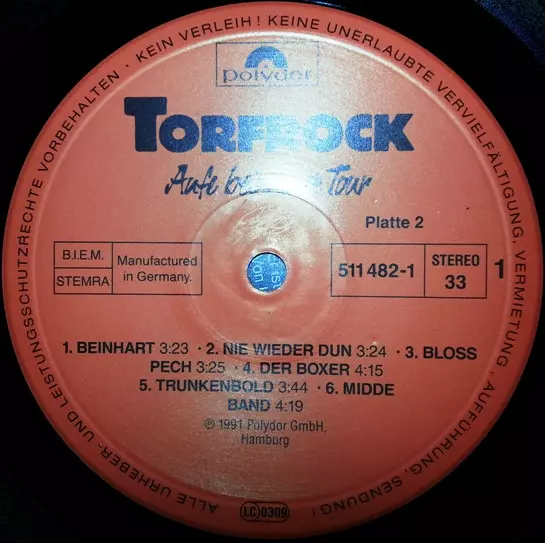 ALLE URHEBER- UND LEISTUNGSSCHUTZRECHTE VORBEHALTEN · KEIN VERLEIH! KEINE UNERLAUBTE VERVIELFÄLTIGUNG, VERMIETUNG, AUFFÜHRUNG, SENDUNG!
polydor
TORFROCK
Aufe Tour
Platte 2
B.I.E.M.
STEMRA
Manufactured
in Germany.
511 482-1
STEREO
33
1
1. BEINHART 3:23 · 2. NIE WIEDER DUN 3:24 · 3. BLOSS
PECH 3:25 · 4. DER BOXER 4:15
5. TRUNKENBOLD 3:44 · 6. MIDDE
BAND 4:19
℗ 1991 Polydor GmbH,
Hamburg
LC 0309